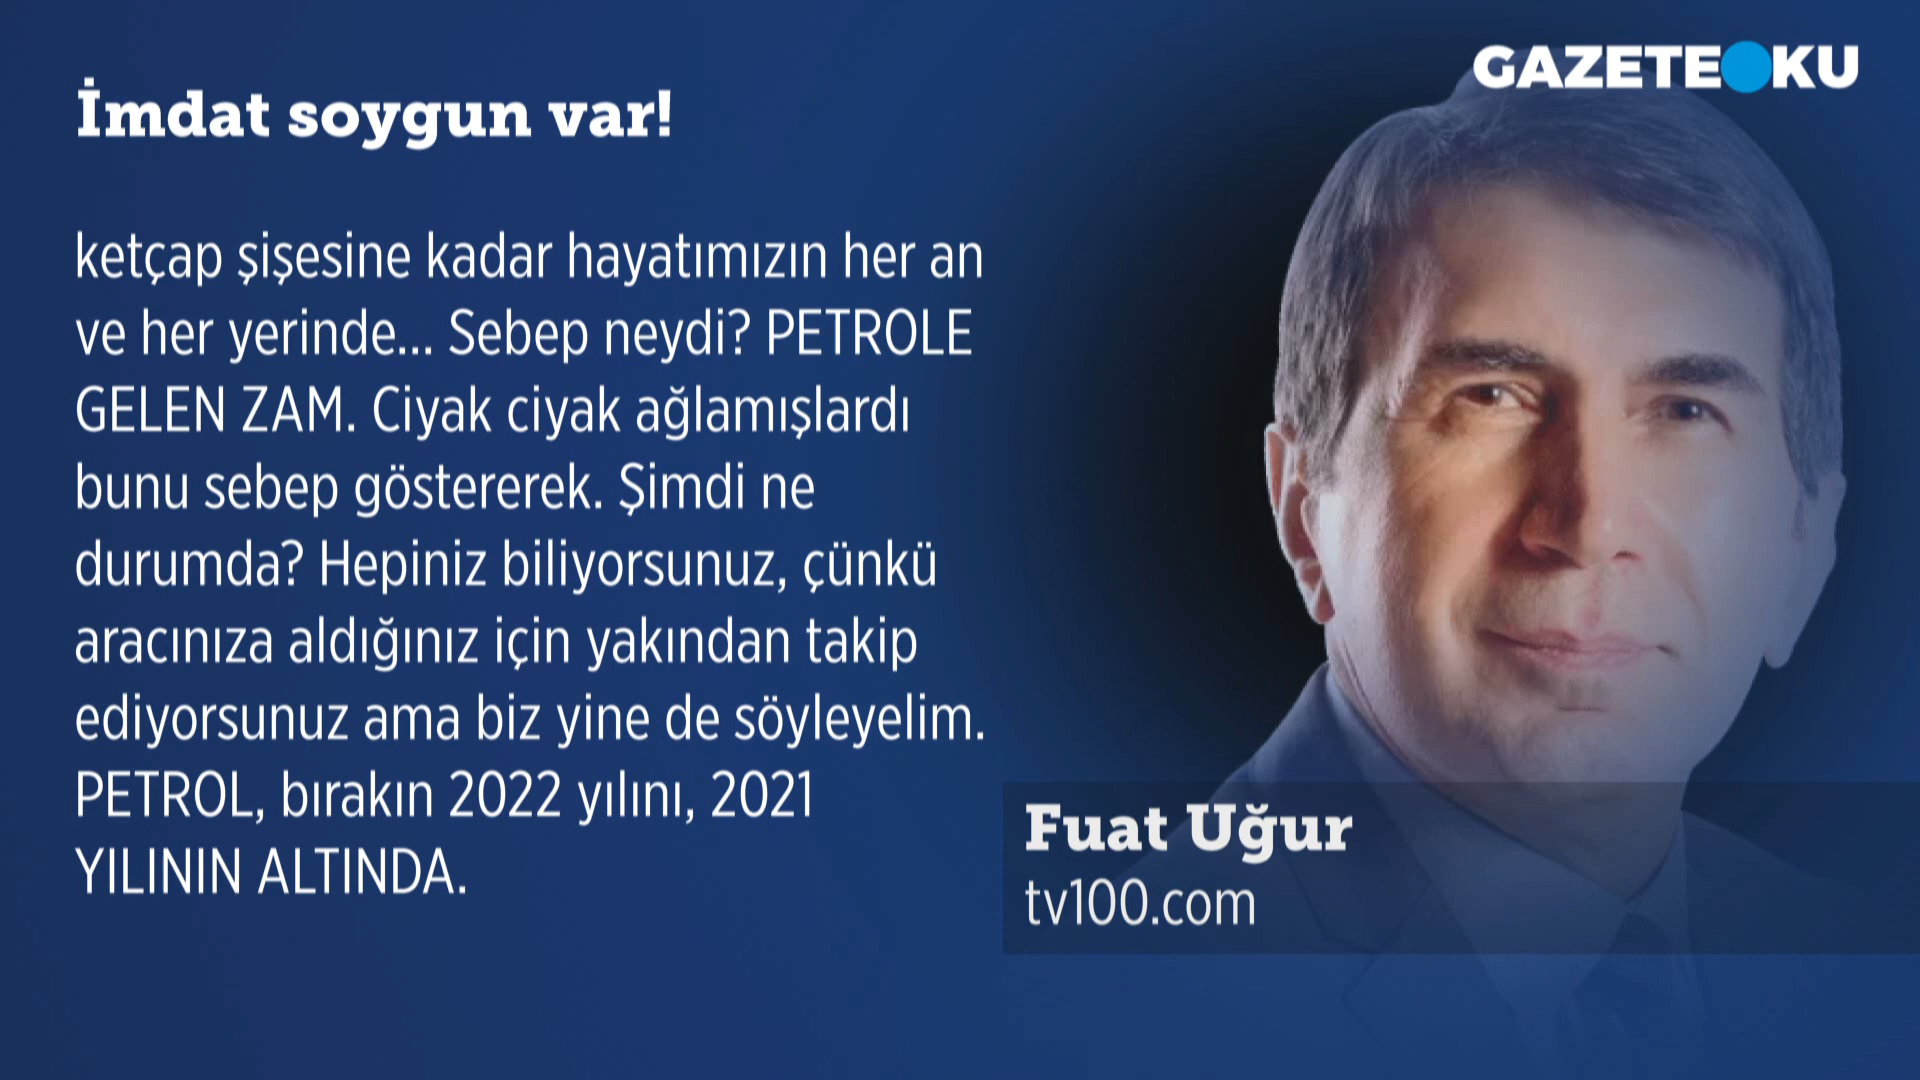 GAZETEOKU
İmdat soygun var!
ketçap şişesine kadar hayatımızın her an
ve her yerinde... Sebep neydi? PETROLE
GELEN ZAM. Ciyak ciyak ağlamışlardı
bunu sebep göstererek. Şimdi ne
durumda? Hepiniz biliyorsunuz, çünkü
aracınıza aldığınız için yakından takip
ediyorsunuz ama biz yine de söyleyelim.
PETROL, bırakın 2022 yılını, 2021
YILININ ALTINDA.
Fuat Uğur
tv100.com